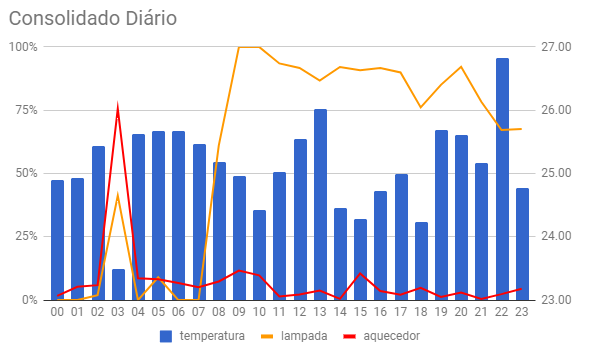 Consolidado Diário
100% 27.00
75% 26.00
50% 25.00
25% 24.00
0% 23.00
00 01 02 03 04 05 06 07 08 09 10 11 12 13 14 15 16 17 18 19 20 21 22 23
temperatura lampada aquecedor